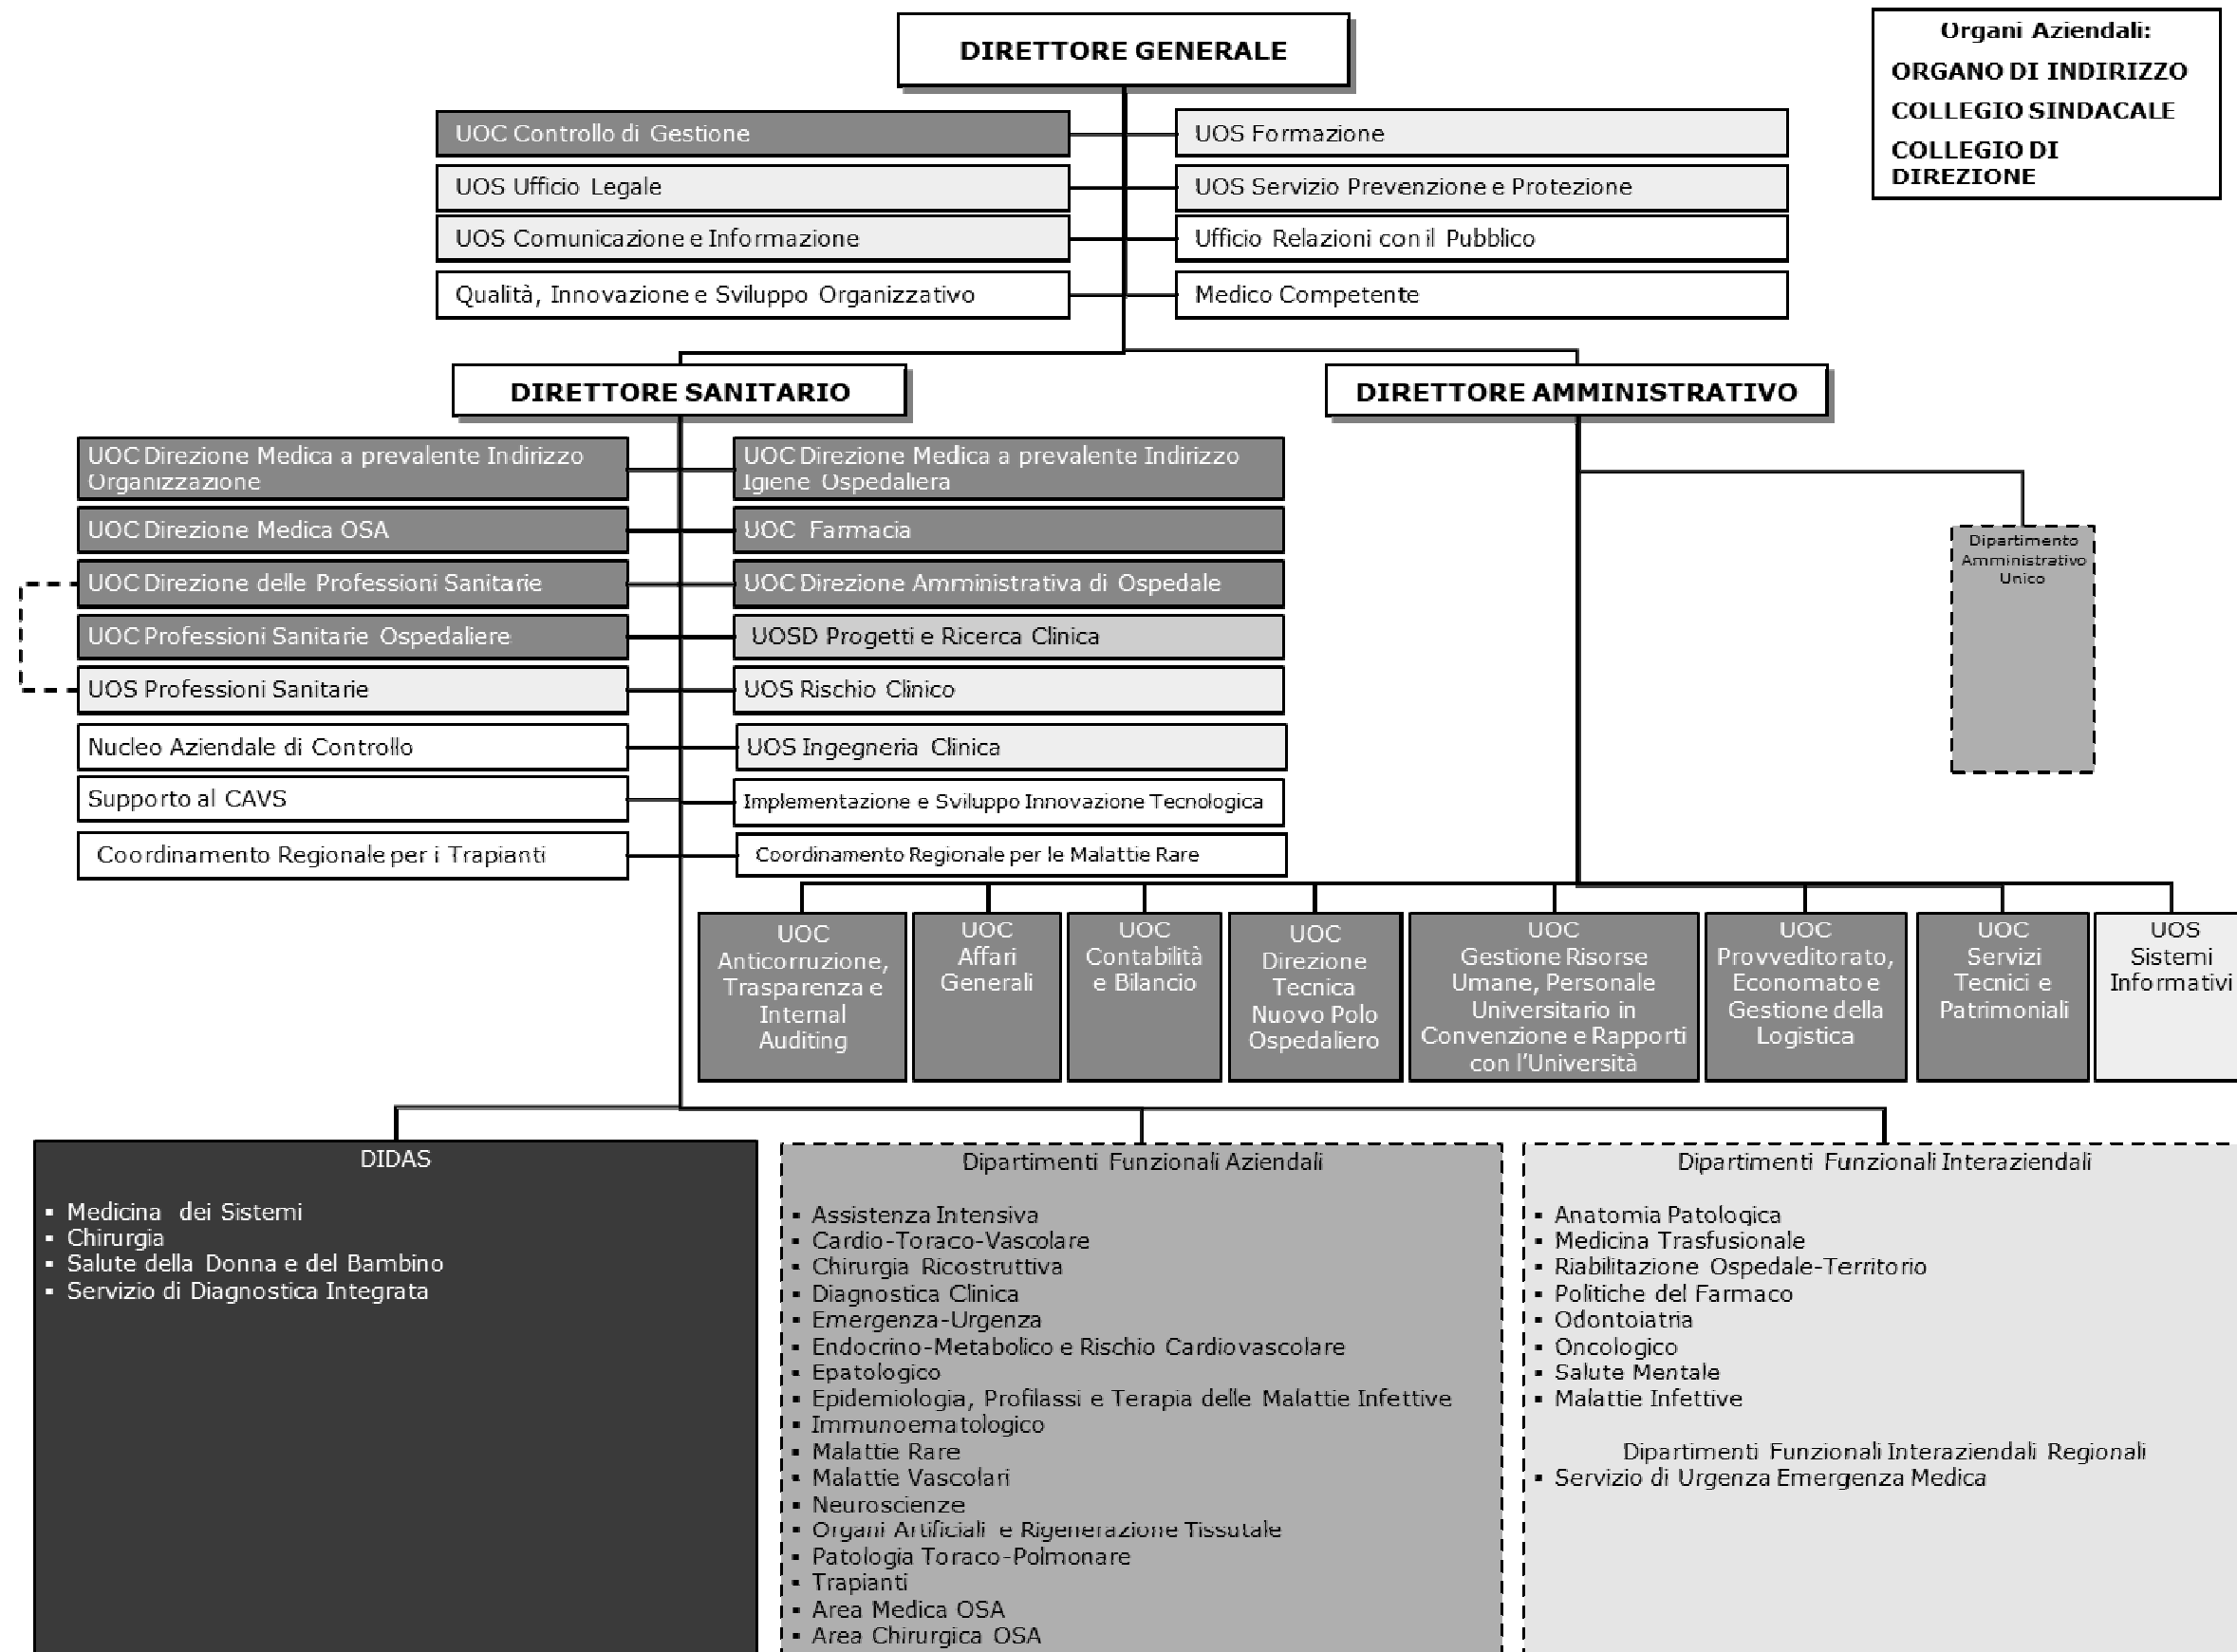 DIRETTORE GENERALE
Organi Aziendali:
ORGANO DI INDIRIZZO
COLLEGIO SINDACALE
COLLEGIO DI
DIREZIONE
UOC Controllo di Gestione
UOS Formazione
UOS Ufficio Legale
UOS Servizio Prevenzione e Protezione
UOS Comunicazione e Informazione
Ufficio Relazioni con il Pubblico
Qualità, Innovazione e Sviluppo Organizzativo
Medico Competente
DIRETTORE SANITARIO
DIRETTORE AMMINISTRATIVO
UOC Direzione Medica a prevalente Indirizzo
Organizzazione
UOC Direzione Medica a prevalente Indirizzo
Igiene Ospedaliera
UOC Direzione Medica OSA
UOC Farmacia
UOC Direzione delle Professioni Sanitarie
UOC Direzione Amministrativa di Ospedale
UOC Professioni Sanitarie Ospedaliere
UOSD Progetti e Ricerca Clinica
UOS Professioni Sanitarie
UOS Rischio Clinico
Nucleo Aziendale di Controllo
UOS Ingegneria Clinica
Supporto al CAVS
Implementazione e Sviluppo Innovazione Tecnologica
Coordinamento Regionale per i Trapianti
Coordinamento Regionale per le Malattie Rare
Dipartimento
Amministrativo
Unico
UOC
Anticorruzione,
Trasparenza e
Internal
Auditing
UOC
Affari
Generali
UOC
Contabilità
e Bilancio
UOC
Direzione
Tecnica
Nuovo Polo
Ospedaliero
UOC
Gestione Risorse
Umane, Personale
Universitario in
Convenzione e Rapporti
con l'Università
UOC
Provveditorato,
Economato e
Gestione della
Logistica
UOC
Servizi
Tecnici e
Patrimoniali
UOS
Sistemi
Informativi
DIDAS
▪ Medicina dei Sistemi
▪ Chirurgia
▪ Salute della Donna e del Bambino
▪ Servizio di Diagnostica Integrata
Dipartimenti Funzionali Aziendali
▪ Assistenza Intensiva
▪ Cardio-Toraco-Vascolare
▪ Chirurgia Ricostruttiva
▪ Diagnostica Clinica
▪ Emergenza-Urgenza
▪ Endocrino-Metabolico e Rischio Cardiovascolare
▪ Epatologico
▪ Epidemiologia, Profilassi e Terapia delle Malattie Infettive
▪ Immunoematologico
▪ Malattie Rare
▪ Malattie Vascolari
▪ Neuroscienze
▪ Organi Artificiali e Rigenerazione Tissutale
▪ Patologia Toraco-Polmonare
▪ Trapianti
▪ Area Medica OSA
▪ Area Chirurgica OSA
Dipartimenti Funzionali Interaziendali
▪ Anatomia Patologica
▪ Medicina Trasfusionale
▪ Riabilitazione Ospedale-Territorio
▪ Politiche del Farmaco
▪ Odontoiatria
▪ Oncologico
▪ Salute Mentale
▪ Malattie Infettive
Dipartimenti Funzionali Interaziendali Regionali
▪ Servizio di Urgenza Emergenza Medica